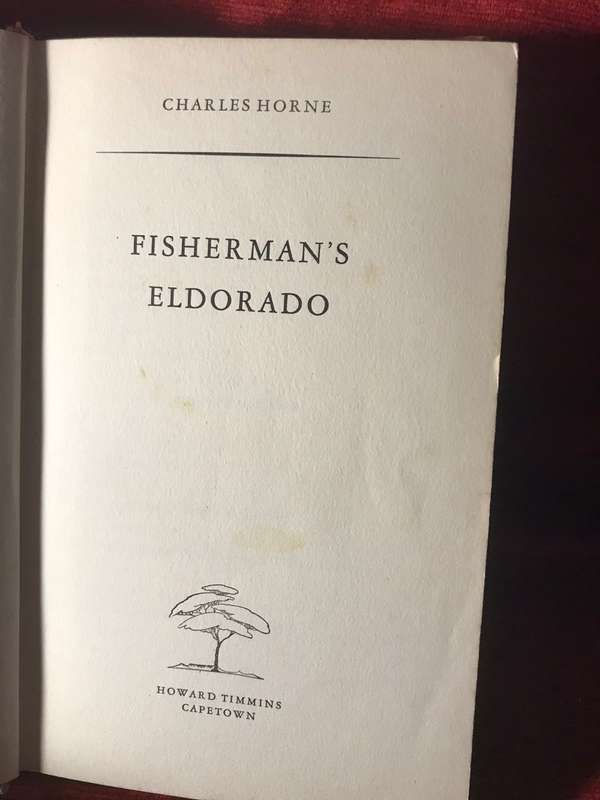 CHARLES HORNE
FISHERMAN'S
ELDORADO
HOWARD TIMMINS
CAPETOWN